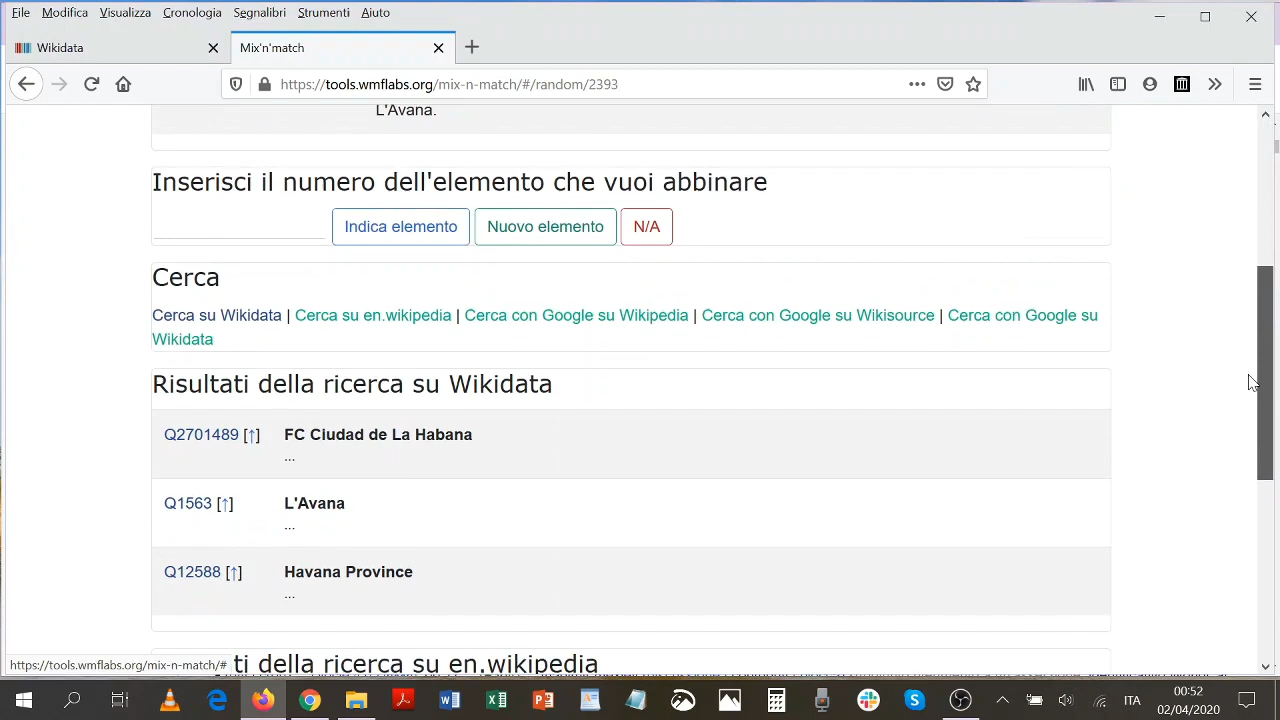 File Modifica Visualizza Cronologia Segnalibri Strumenti Aiuto
Wikidata
Mix'n'match
https://tools.wmflabs.org/mix-n-match/#/random/2393
L'Avana.
Inserisci il numero dell'elemento che vuoi abbinare
Indica elemento Nuovo elemento N/A
Cerca
Cerca su Wikidata | Cerca su en.wikipedia | Cerca con Google su Wikipedia | Cerca con Google su Wikisource | Cerca con Google su
Wikidata
Risultati della ricerca su Wikidata
Q2701489 [↑] FC Ciudad de La Habana
...
Q1563 [↑] L'Avana
...
Q12588 [↑] Havana Province
...
ti della ricerca su en.wikipedia
https://tools.wmflabs.org/mix-n-match/#
ITA
00:52
02/04/2020